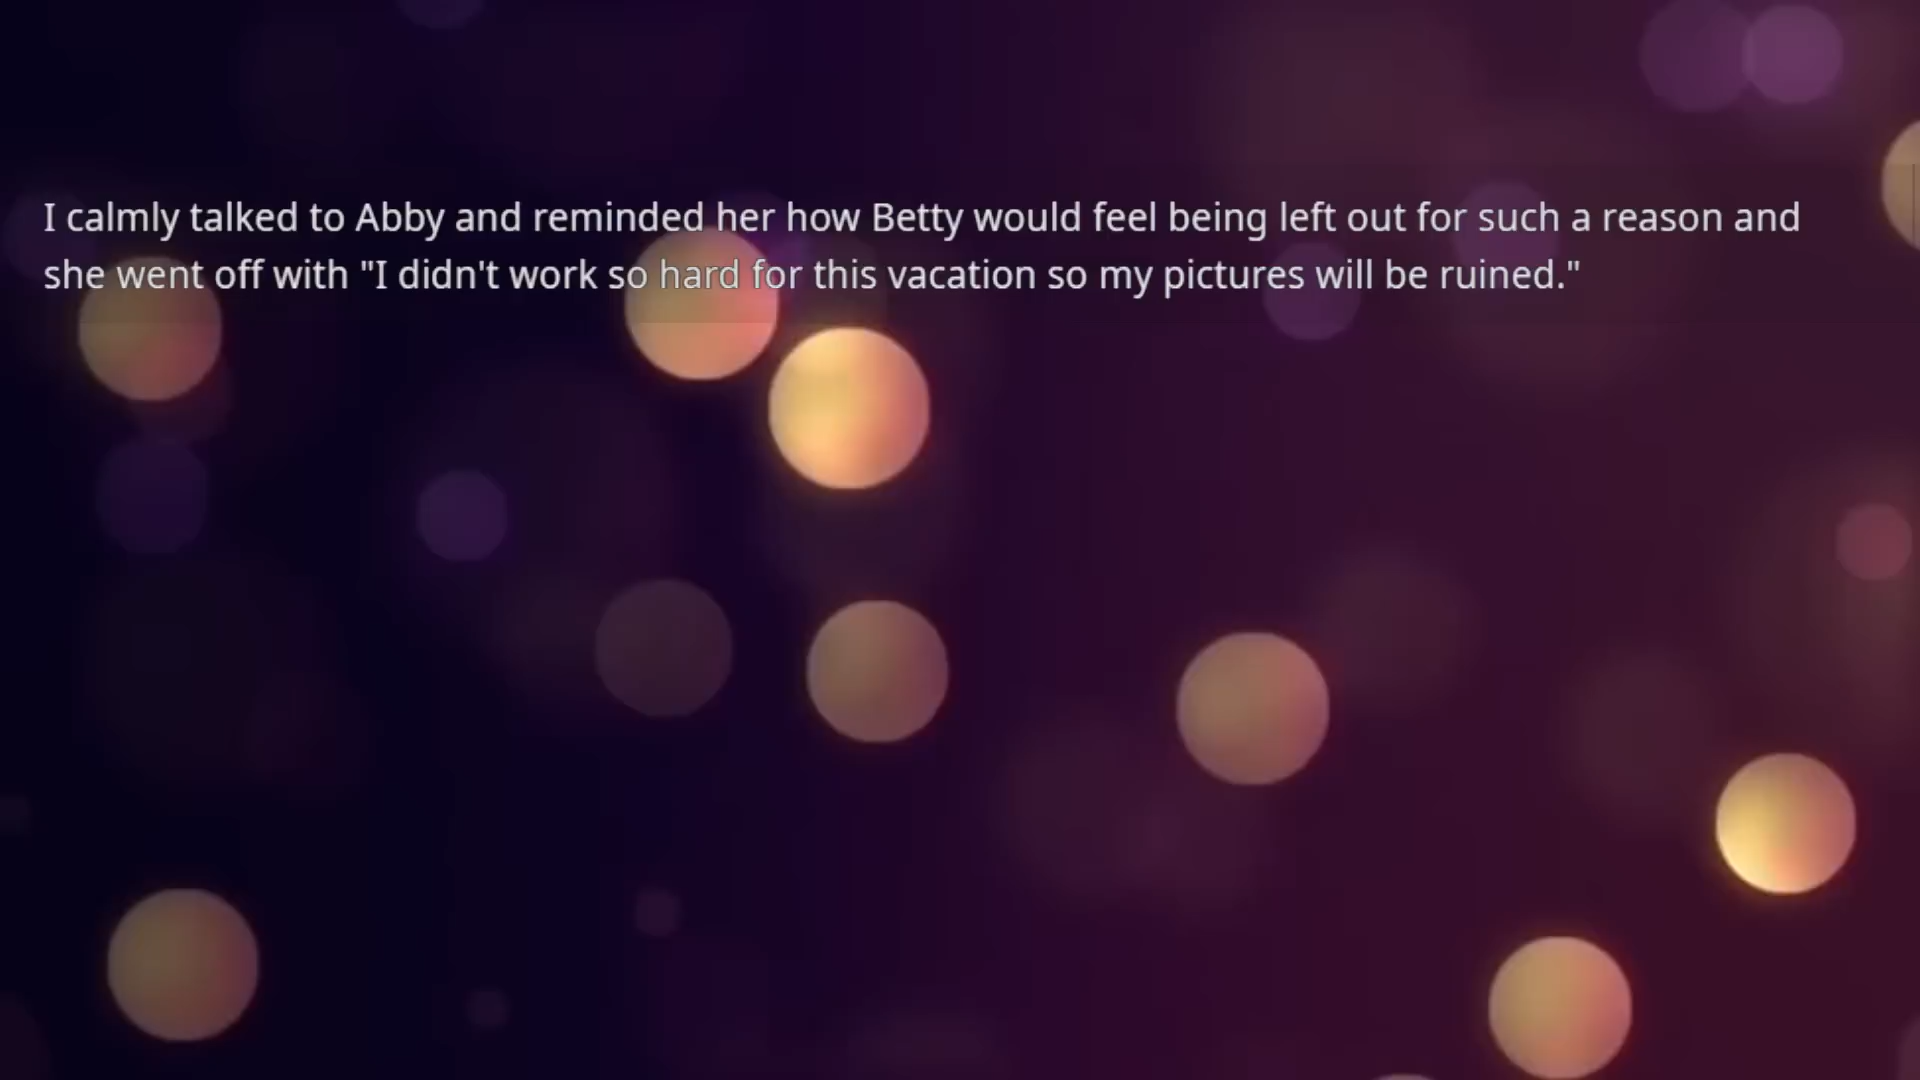 I calmly talked to Abby and reminded her how Betty would feel being left out for such a reason and
she went off with "I didn't work so hard for this vacation so my pictures will be ruined."